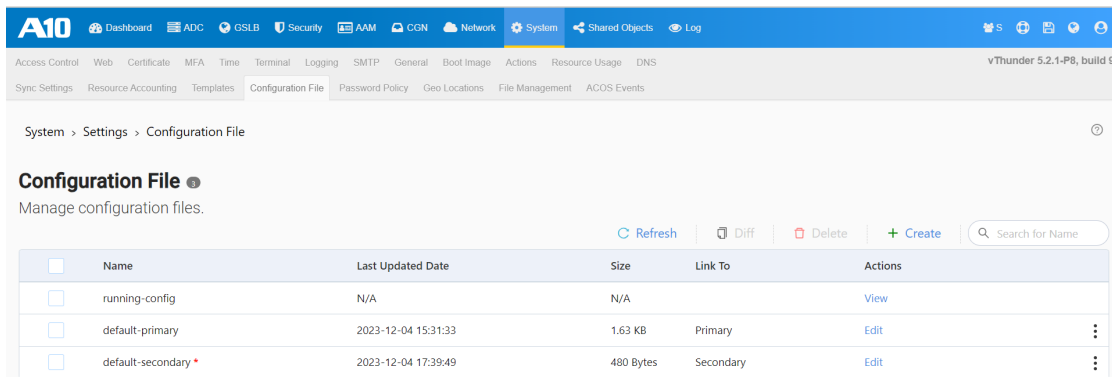 A10 Dashboard ADC GSLB Security AAM CGN Network System Shared Objects Log S
Access Control Web Certificate MFA Time Terminal Logging SMTP General Boot Image Actions Resource Usage DNS vThunder 5.2.1-P8, build 9
Sync Settings Resource Accounting Templates Configuration File Password Policy Geo Locations File Management ACOS Events
System > Settings > Configuration File
Configuration File 3
Manage configuration files.
Refresh Diff Delete + Create Search for Name
Name Last Updated Date Size Link To Actions
running-config N/A N/A View
default-primary 2023-12-04 15:31:33 1.63 KB Primary Edit
default-secondary * 2023-12-04 17:39:49 480 Bytes Secondary Edit